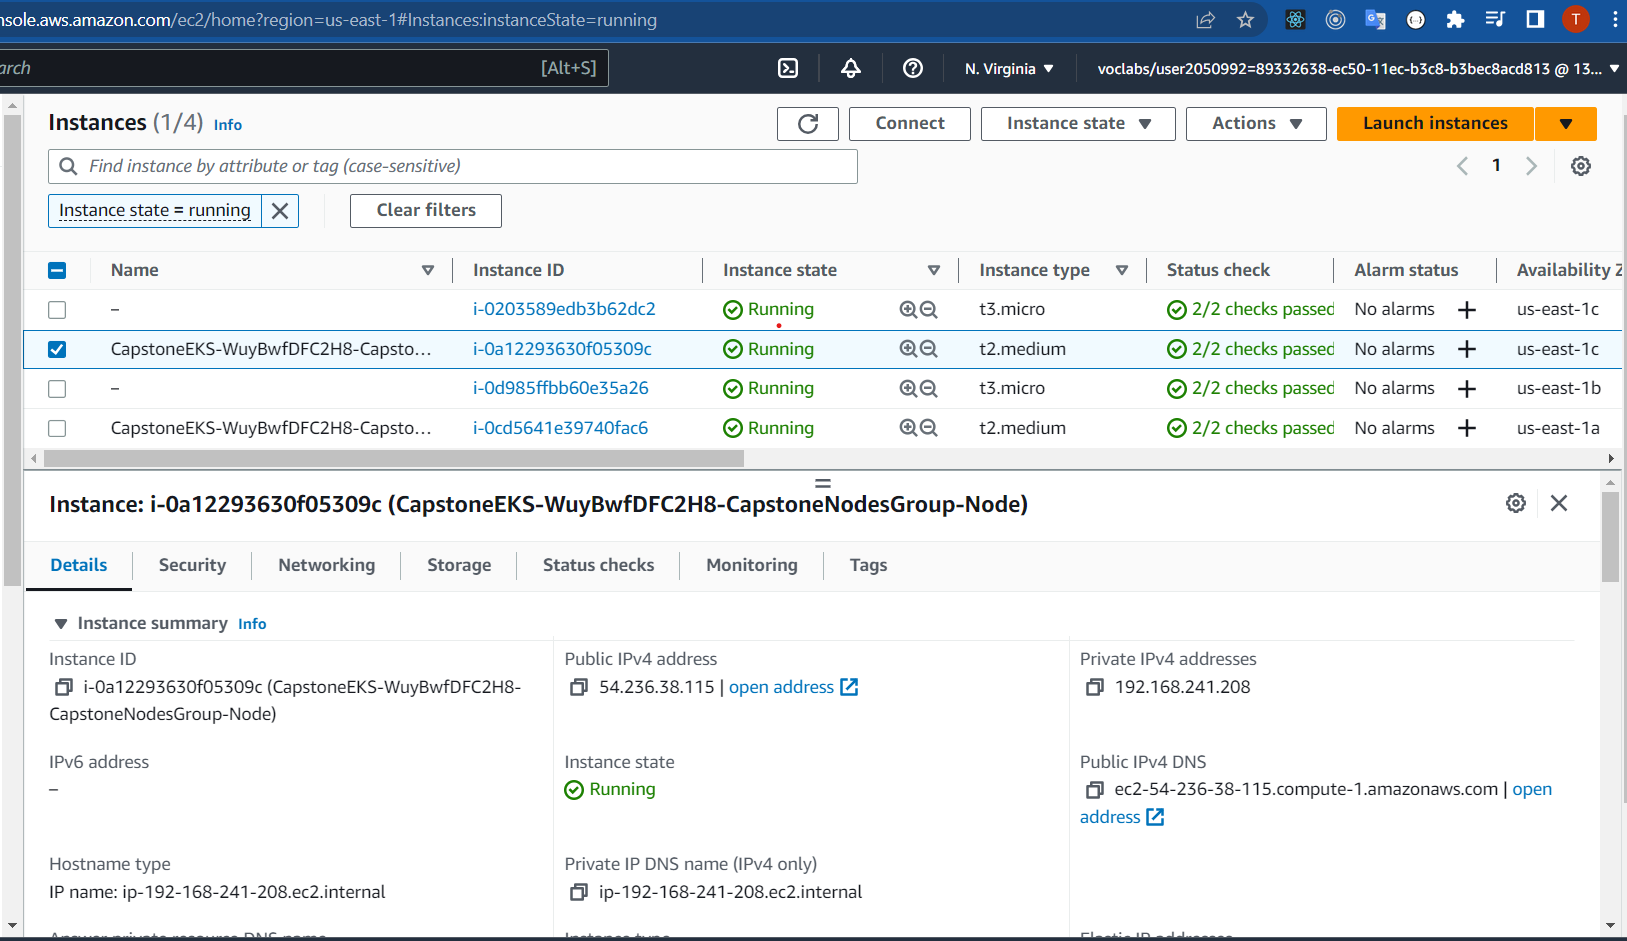 nsole.aws.amazon.com/ec2/home?region=us-east-1#Instances:instanceState=running
T
arch [Alt+S] N. Virginia voclabs/user2050992=89332638-ec50-11ec-b3c8-b3bec8acd813 @ 13...
Instances (1/4) Info Connect Instance state Actions Launch instances
Find instance by attribute or tag (case-sensitive) 1
Instance state = running Clear filters
Name Instance ID Instance state Instance type Status check Alarm status Availability Z
– i-0203589edb3b62dc2 Running t3.micro 2/2 checks passed No alarms + us-east-1c
CapstoneEKS-WuyBwfDFC2H8-Capsto... i-0a12293630f05309c Running t2.medium 2/2 checks passed No alarms + us-east-1c
– i-0d985ffbb60e35a26 Running t3.micro 2/2 checks passed No alarms + us-east-1b
CapstoneEKS-WuyBwfDFC2H8-Capsto... i-0cd5641e39740fac6 Running t2.medium 2/2 checks passed No alarms + us-east-1a
Instance: i-0a12293630f05309c (CapstoneEKS-WuyBwfDFC2H8-CapstoneNodesGroup-Node)
Details Security Networking Storage Status checks Monitoring Tags
Instance summary Info
Instance ID
i-0a12293630f05309c (CapstoneEKS-WuyBwfDFC2H8-
CapstoneNodesGroup-Node)
Public IPv4 address
54.236.38.115 | open address
Private IPv4 addresses
192.168.241.208
IPv6 address
–
Instance state
Running
Public IPv4 DNS
ec2-54-236-38-115.compute-1.amazonaws.com | open
address
Hostname type
IP name: ip-192-168-241-208.ec2.internal
Private IP DNS name (IPv4 only)
ip-192-168-241-208.ec2.internal
Answer private resource DNS name
Instance type
Elastic IP addresses